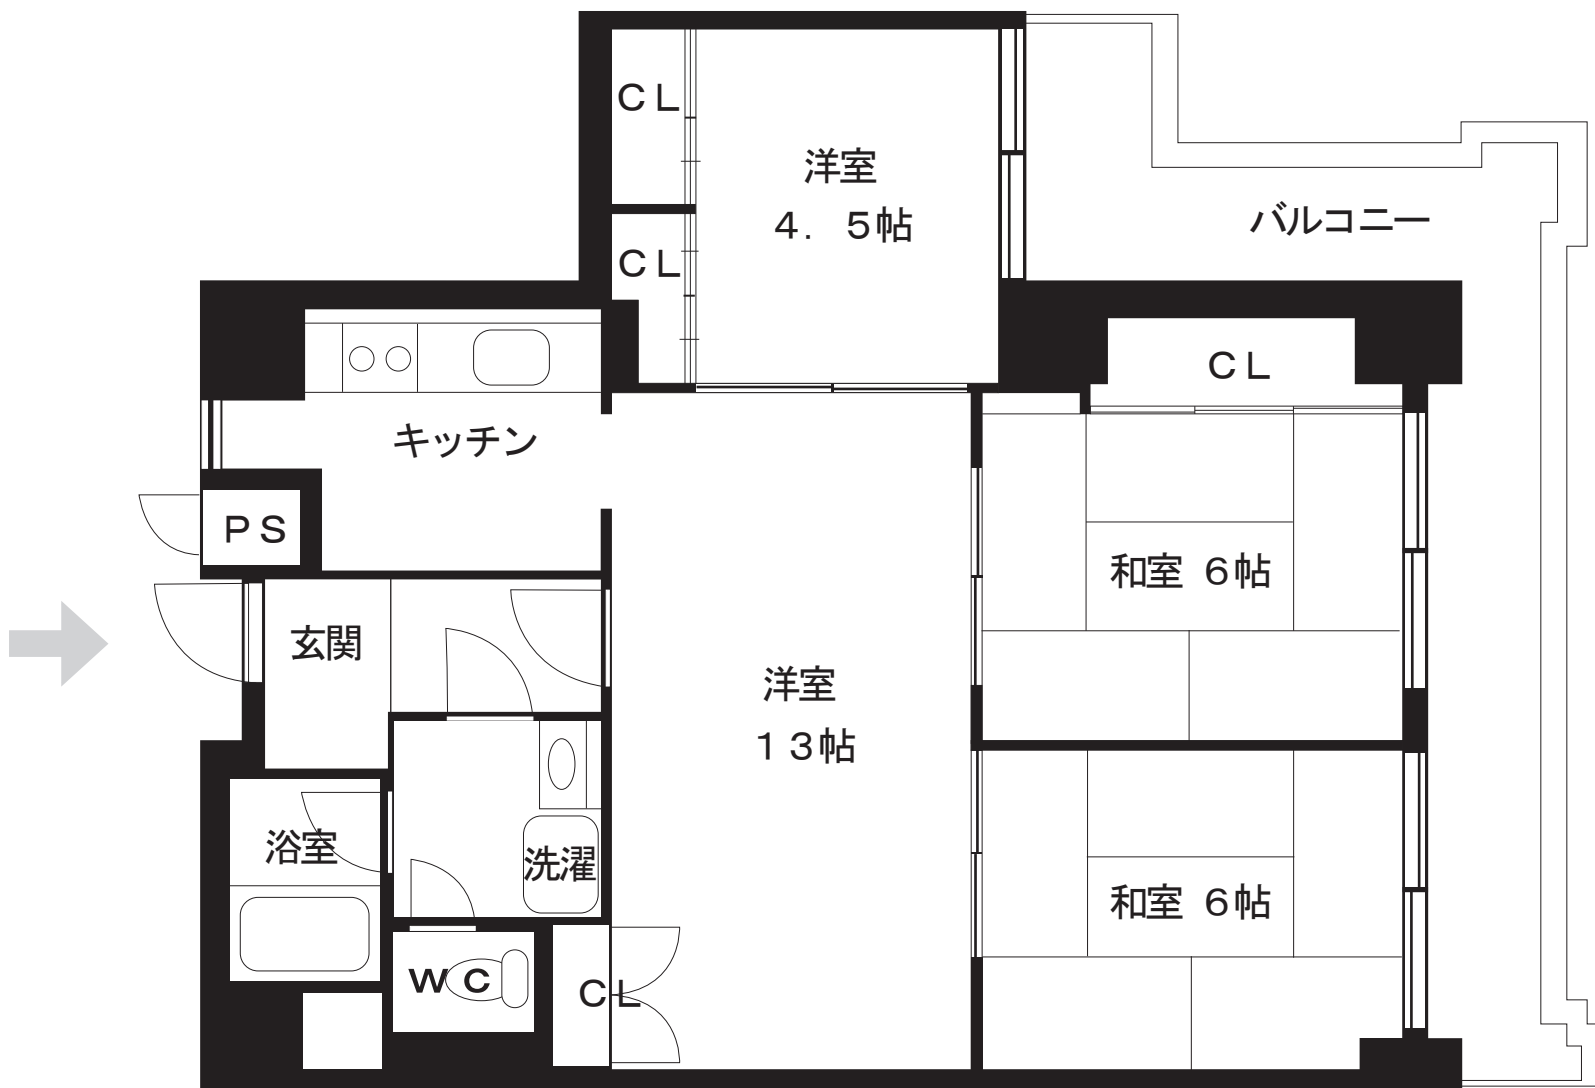 ＣＬ
洋室
４．５帖
バルコニー
ＣＬ
ＣＬ
キッチン
ＰＳ
和室 ６帖
玄関
洋室
１３帖
浴室
洗濯
和室 ６帖
ＷＣ
ＣＬ